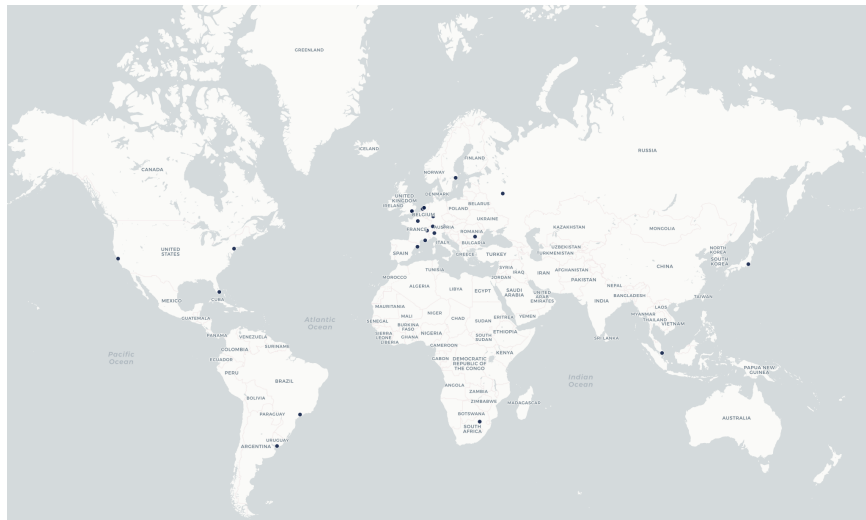 GREENLAND
ICELAND
RUSSIA
CANADA
NORWAY
FINLAND
UNITED
KINGDOM
IRELAND
DENMARK
BELARUS
POLAND
BELGIUM
UKRAINE
FRANCE
AUSTRIA
ROMANIA
ITALY
BULGARIA
SPAIN
GREECE
TURKEY
KAZAKHSTAN
MONGOLIA
UZBEKISTAN
TURKMENISTAN
NORTH
KOREA
SOUTH
KOREA
UNITED
STATES
CHINA
TUNISIA
SYRIA
IRAQ
IRAN
AFGHANISTAN
JORDAN
PAKISTAN
MOROCCO
ALGERIA
LIBYA
EGYPT
SAUDI
ARABIA
UNITED
ARAB
EMIRATES
NEPAL
BANGLADESH
INDIA
TAIWAN
MEXICO
CUBA
MAURITANIA
LAOS
MYANMAR
THAILAND
VIETNAM
GUATEMALA
SENEGAL
MALI
NIGER
CHAD
SUDAN
ERITREA
YEMEN
BURKINA
FASO
Atlantic
Ocean
SIERRA
LEONE
LIBERIA
GHANA
NIGERIA
SOUTH
SUDAN
ETHIOPIA
SRI LANKA
PANAMA
VENEZUELA
SURINAME
COLOMBIA
CAMEROON
KENYA
Pacific
Ocean
ECUADOR
GABON
DEMOCRATIC
REPUBLIC OF
THE CONGO
PERU
BRAZIL
PAPUA NEW
GUINEA
Indian
Ocean
ANGOLA
ZAMBIA
BOLIVIA
ZIMBABWE
MADAGASCAR
PARAGUAY
BOTSWANA
AUSTRALIA
SOUTH
AFRICA
URUGUAY
ARGENTINA